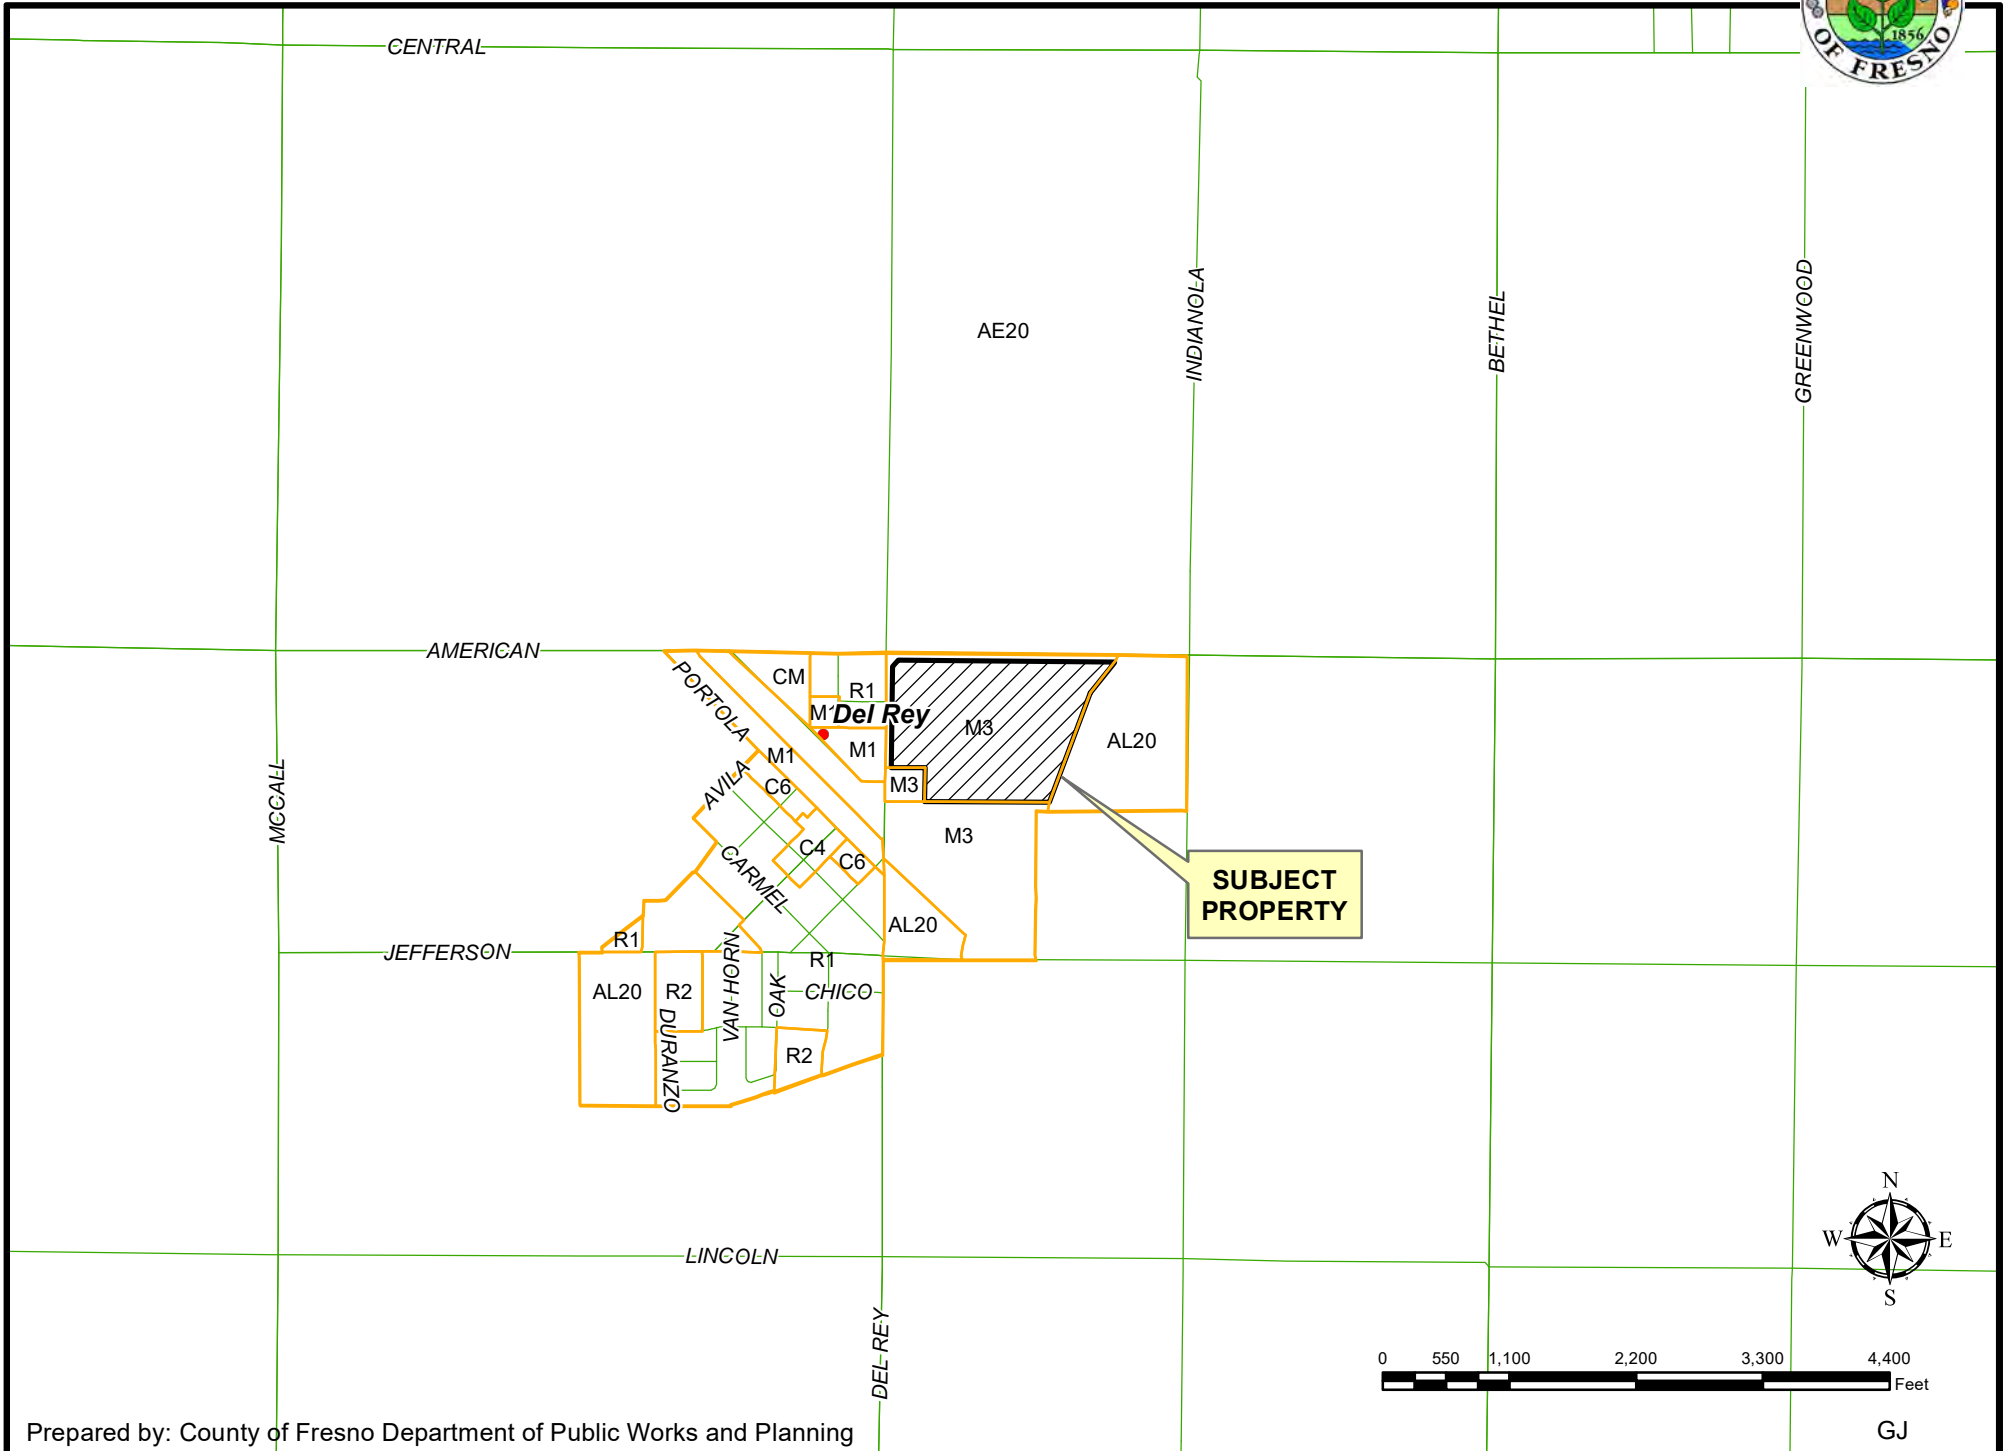 1856
OF FRESNO
CENTRAL
AE20
INDIANOLA
BETHEL
GREENWOOD
AMERICAN
PORTOLA
CM
R1
M1
Del Rey
M3
M1
AL20
M1
AVILA
C6
M3
MCCALL
M3
CARMEL
C4
C6
SUBJECT
PROPERTY
AL20
R1
JEFFERSON
R1
AL20
R2
VAN HORN
OAK
CHICO
DURANZO
R2
N
W
E
S
LINCOLN
DEL REY
0 550 1,100 2,200 3,300 4,400
Feet
Prepared by: County of Fresno Department of Public Works and Planning
GJ